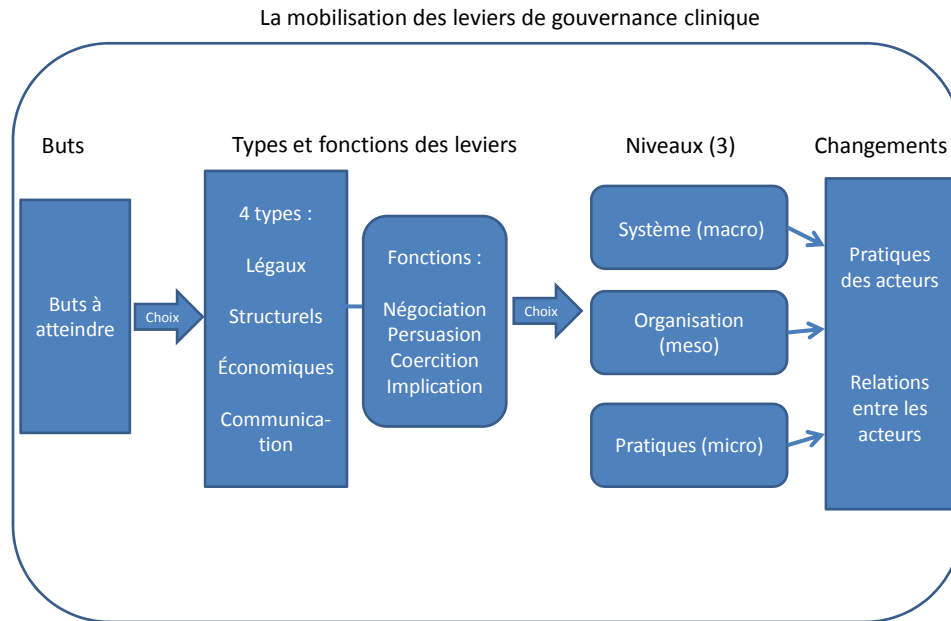 La mobilisation des leviers de gouvernance clinique
Buts
Types et fonctions des leviers
Niveaux (3)
Changements
Buts à
atteindre
Choix
4 types :
Légaux
Structurels
Économiques
Communica-
tion
Fonctions :
Négociation
Persuasion
Coercition
Implication
Choix
Système (macro)
Organisation
(meso)
Pratiques (micro)
Pratiques
des acteurs
Relations
entre les
acteurs